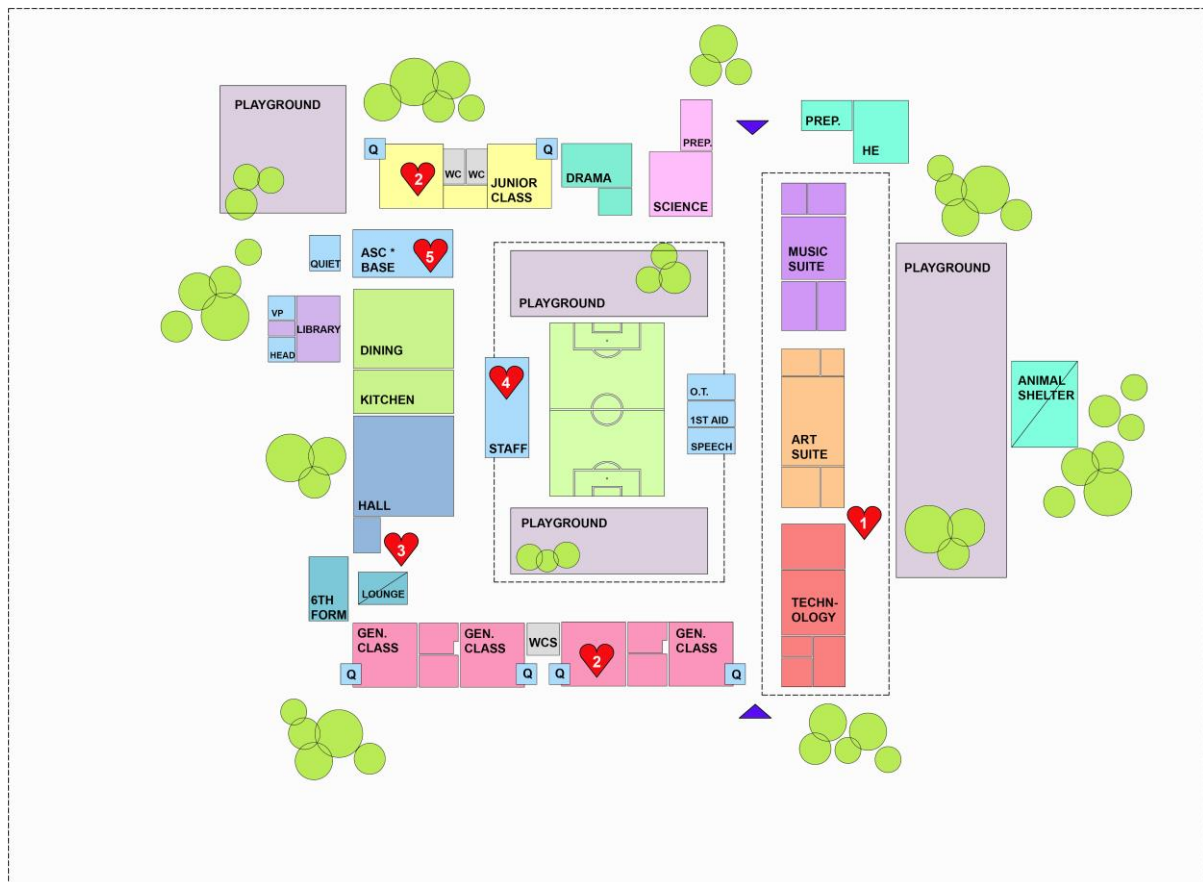 PLAYGROUND
PREP.
PREP.
HE
Q
Q
2
WC
WC
JUNIOR
CLASS
DRAMA
SCIENCE
QUIET
ASC *
BASE
5
MUSIC
SUITE
PLAYGROUND
PLAYGROUND
VP
LIBRARY
HEAD
DINING
KITCHEN
4
STAFF
O.T.
1ST AID
SPEECH
ANIMAL
SHELTER
ART
SUITE
HALL
PLAYGROUND
1
3
6TH
FORM
LOUNGE
TECHN-
OLOGY
GEN.
CLASS
GEN.
CLASS
WCS
2
GEN.
CLASS
Q
Q
Q
Q